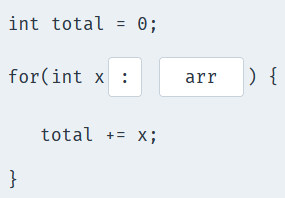 int total = 0;
for(int x : arr ) {
total += x;
}